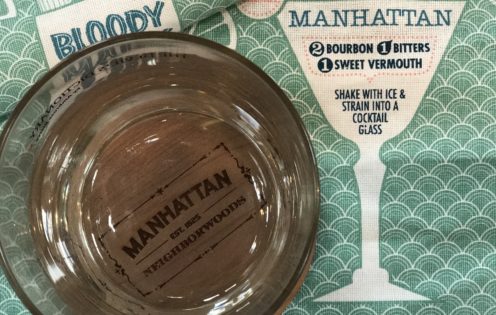 BLOODY
MANHATTAN
2 BOURBON 1 BITTERS
1 SWEET VERMOUTH
SHAKE WITH ICE &
STRAIN INTO A
COCKTAIL
GLASS
MANHATTAN
EST. 1625
NEIGHBORWOODS